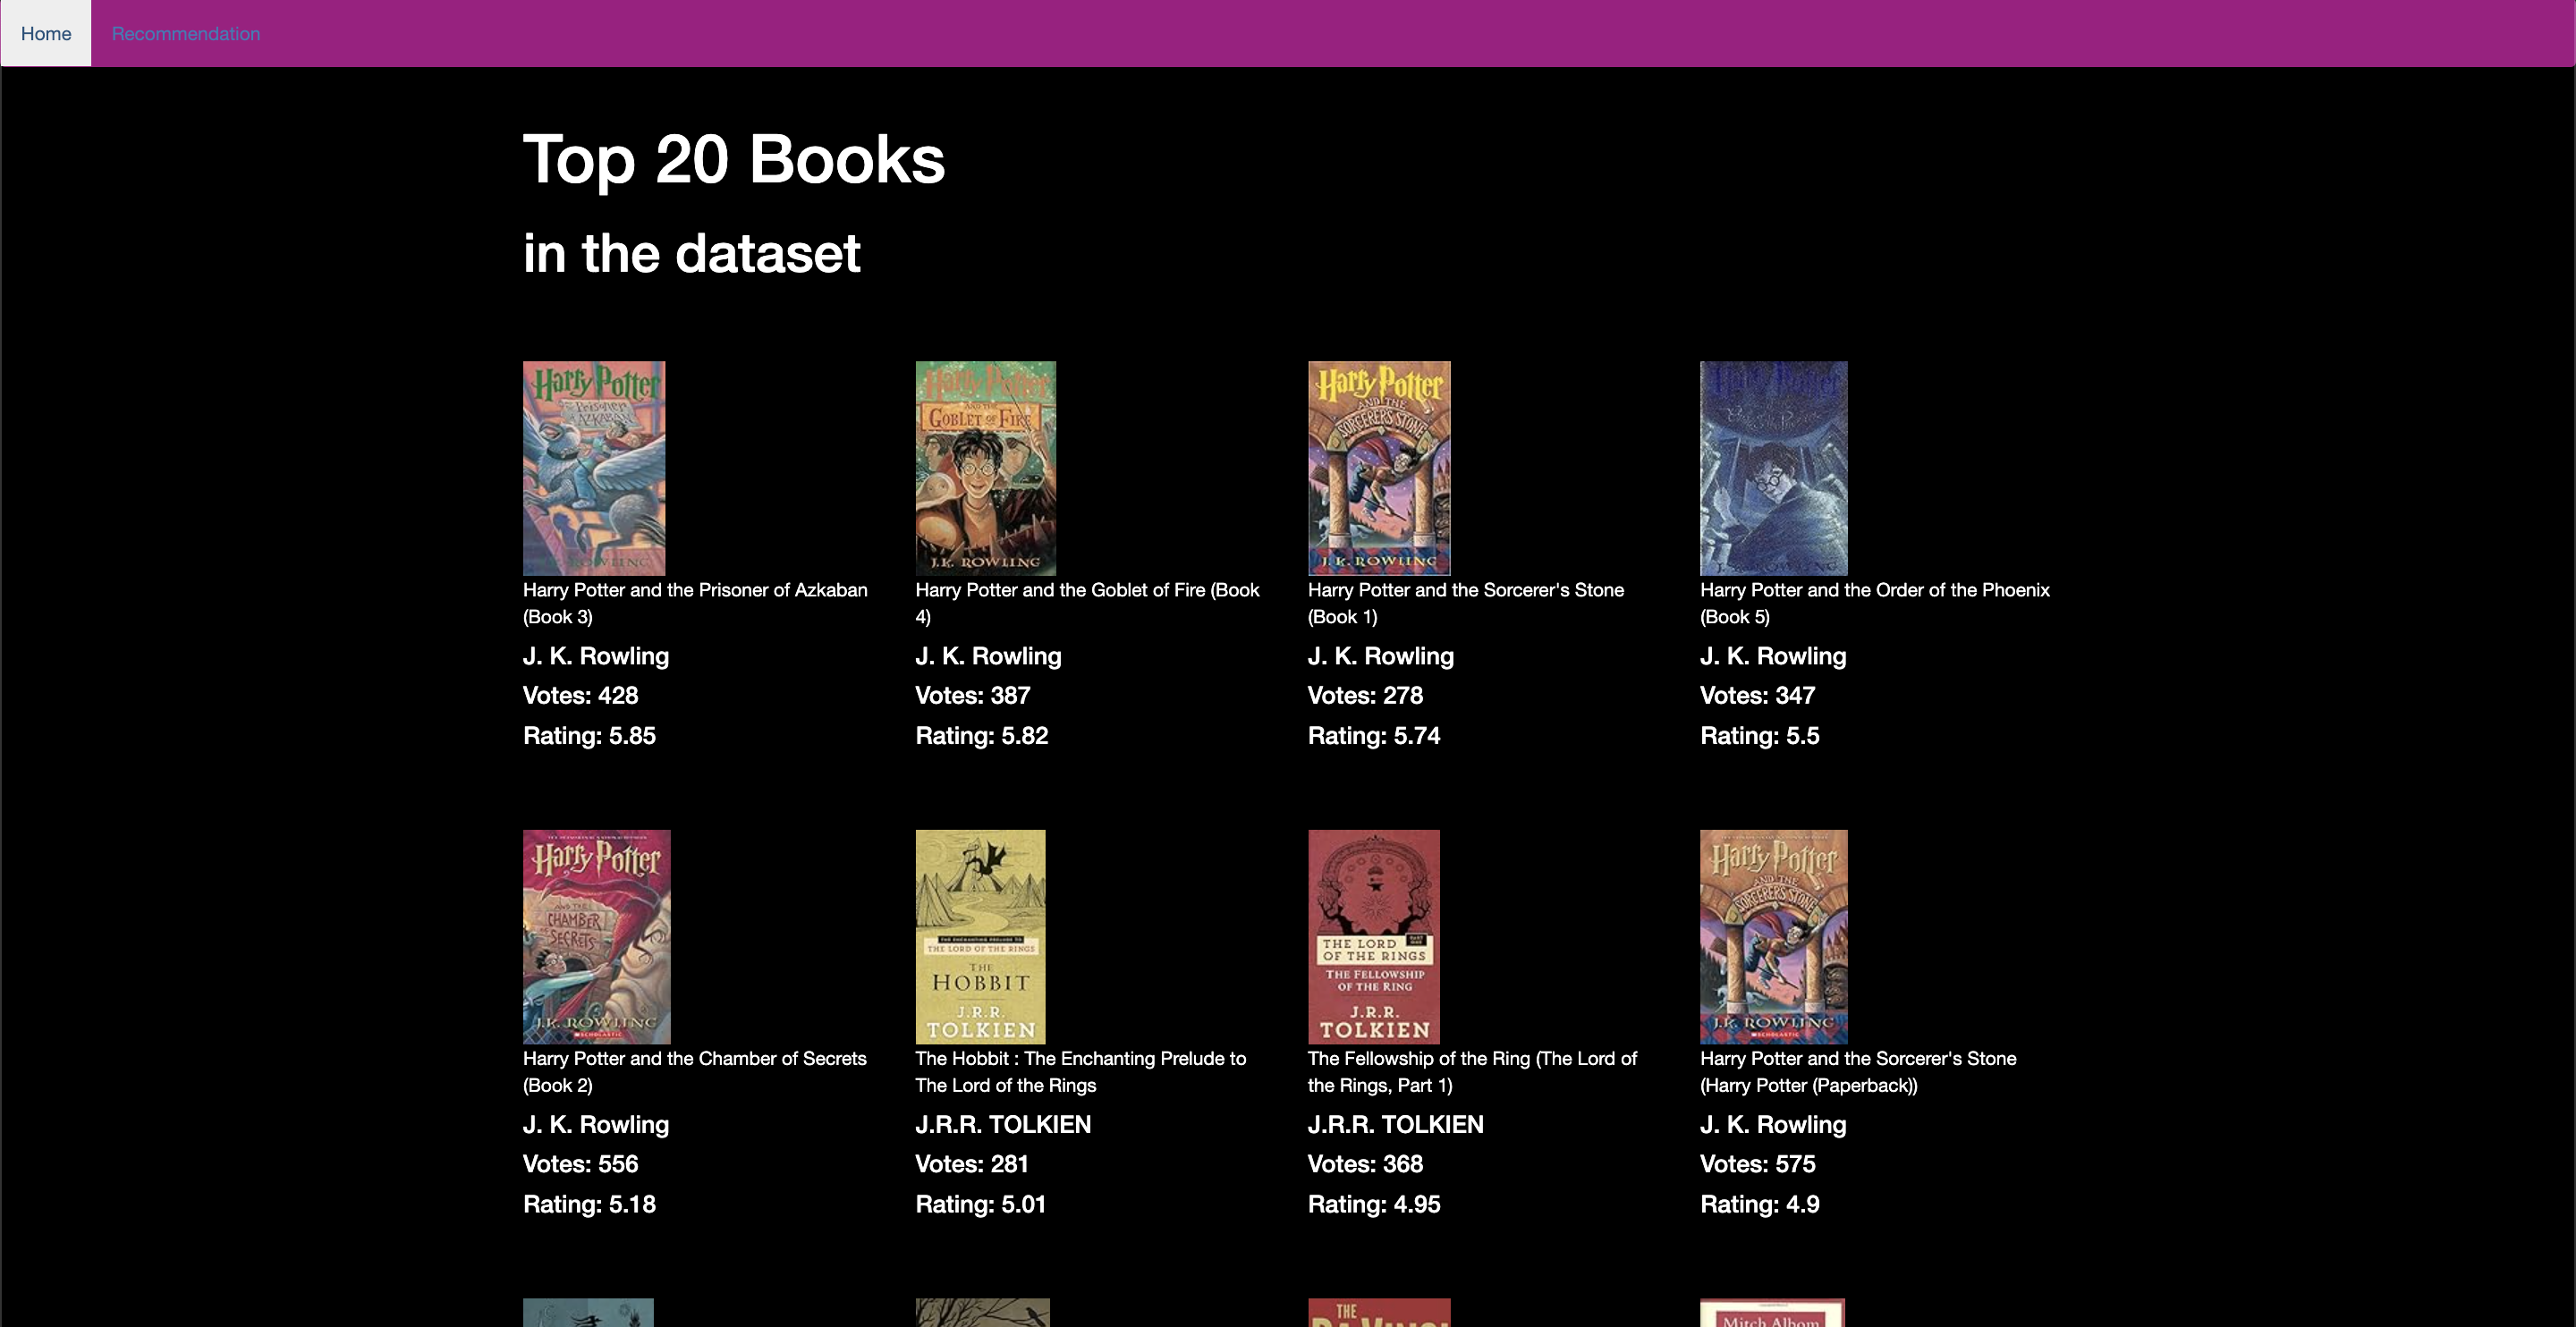 Home
Recommendation
Top 20 Books
in the dataset
Harry Potter
Prisoner
AZKABAN
Harry Potter and the Prisoner of Azkaban
(Book 3)
J. K. Rowling
Votes: 428
Rating: 5.85
Harry Potter
AND THE
GOBLET OF FIRE
J.K. ROWLING
Harry Potter and the Goblet of Fire (Book
4)
J. K. Rowling
Votes: 387
Rating: 5.82
Harry Potter
AND THE
SORCERER'S STONE
J.K. ROWLING
Harry Potter and the Sorcerer's Stone
(Book 1)
J. K. Rowling
Votes: 278
Rating: 5.74
Harry Potter
Harry Potter and the Order of the Phoenix
(Book 5)
J. K. Rowling
Votes: 347
Rating: 5.5
Harry Potter
AND THE
CHAMBER
OF SECRETS
J.K. ROWLING
SCHOLASTIC
Harry Potter and the Chamber of Secrets
(Book 2)
J. K. Rowling
Votes: 556
Rating: 5.18
THE ENCHANTING PRELUDE TO
THE LORD OF THE RINGS
THE
HOBBIT
J.R.R.
TOLKIEN
The Hobbit : The Enchanting Prelude to
The Lord of the Rings
J.R.R. TOLKIEN
Votes: 281
Rating: 5.01
THE LORD PART ONE
OF THE RINGS
THE FELLOWSHIP
OF THE RING
J.R.R.
TOLKIEN
The Fellowship of the Ring (The Lord of
the Rings, Part 1)
J.R.R. TOLKIEN
Votes: 368
Rating: 4.95
Harry Potter
AND THE
SORCERER'S STONE
J.K. ROWLING
SCHOLASTIC
Harry Potter and the Sorcerer's Stone
(Harry Potter (Paperback))
J. K. Rowling
Votes: 575
Rating: 4.9
THE
DA VINCI
Mitch Albom